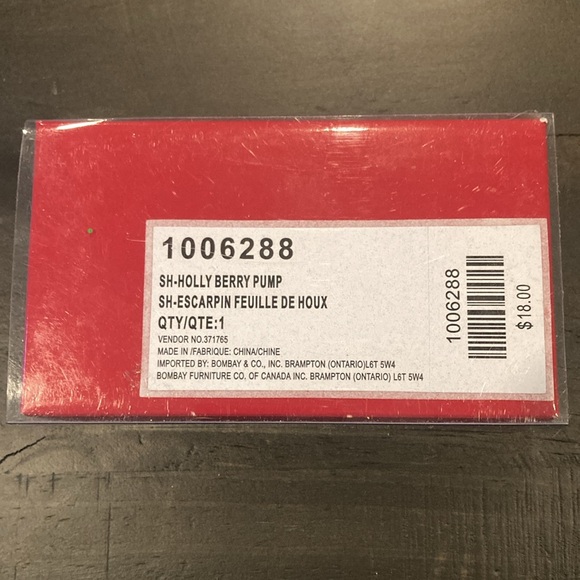 1006288
SH-HOLLY BERRY PUMP
SH-ESCARPIN FEUILLE DE HOUX
QTY/QTE:1
VENDOR NO.371765
MADE IN /FABRIQUE: CHINA/CHINE
IMPORTED BY: BOMBAY & CO., INC. BRAMPTON (ONTARIO)L6T 5W4
BOMBAY FURNITURE CO. OF CANADA INC. BRAMPTON (ONTARIO) L6T 5W4
1006288
$18.00